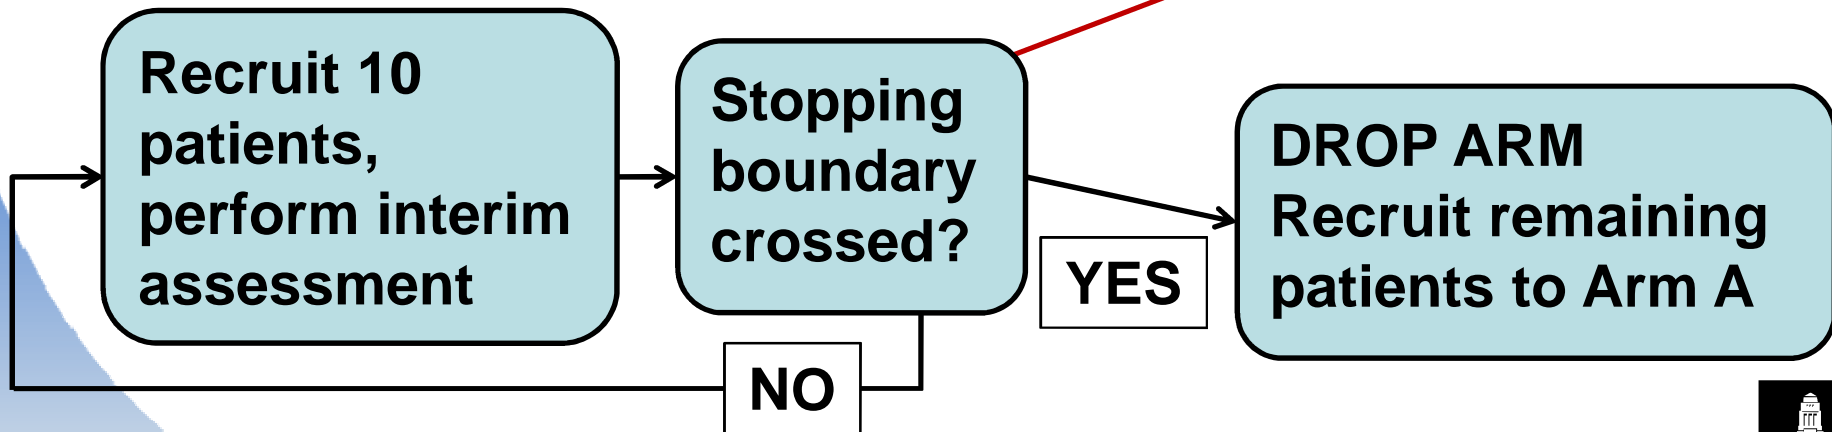 Recruit 10
patients,
perform interim
assessment
Stopping
boundary
crossed?
YES
NO
DROP ARM
Recruit remaining
patients to Arm A